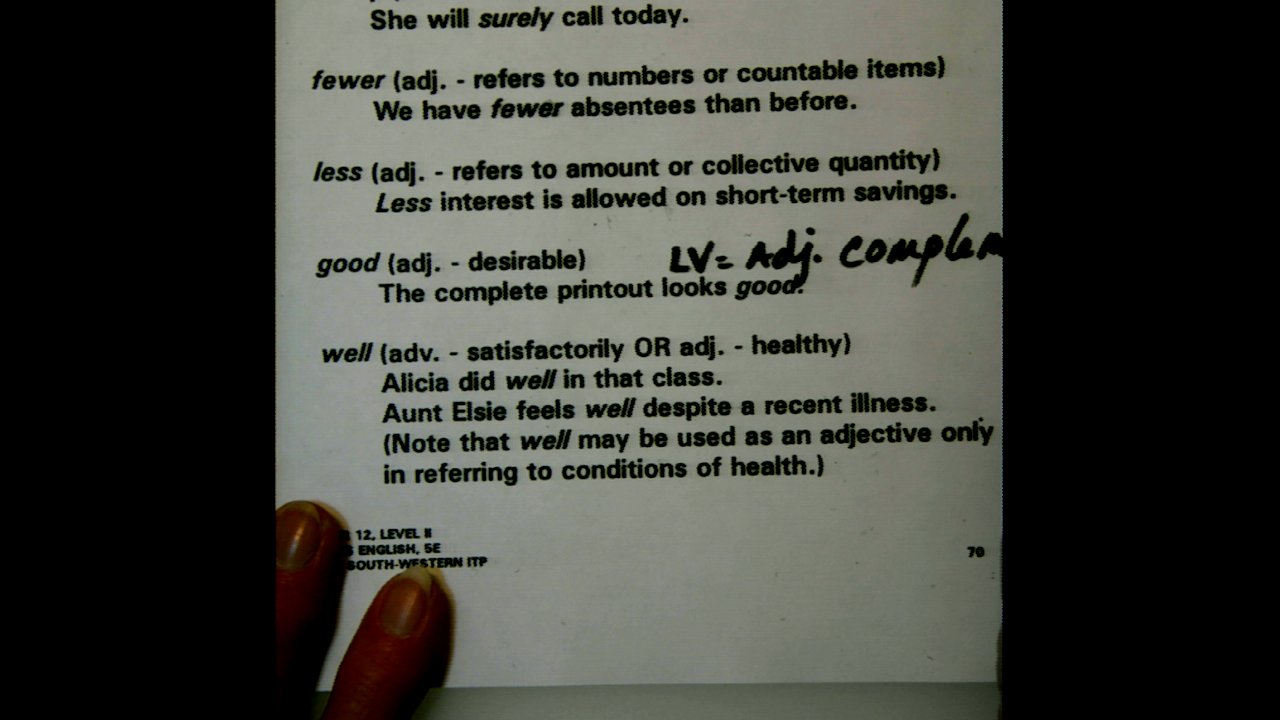 She will surely call today.
fewer (adj. - refers to numbers or countable items)
We have fewer absentees than before.
less (adj. - refers to amount or collective quantity)
Less interest is allowed on short-term savings.
good (adj. - desirable) LV= Adj. complem
The complete printout looks good.
well (adv. - satisfactorily OR adj. - healthy)
Alicia did well in that class.
Aunt Elsie feels well despite a recent illness.
(Note that well may be used as an adjective only
in referring to conditions of health.)
12, LEVEL II
ENGLISH, 5E
SOUTH-WESTERN ITP
70